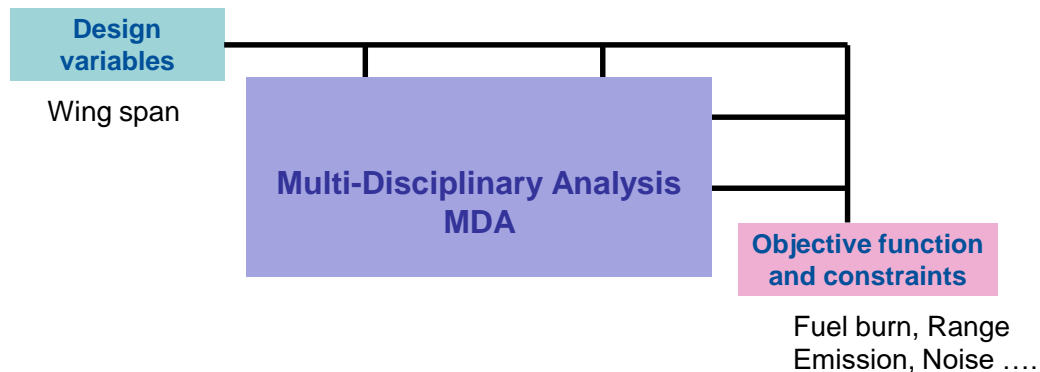 Design
variables
Wing span
Multi-Disciplinary Analysis
MDA
Objective function
and constraints
Fuel burn, Range
Emission, Noise ….